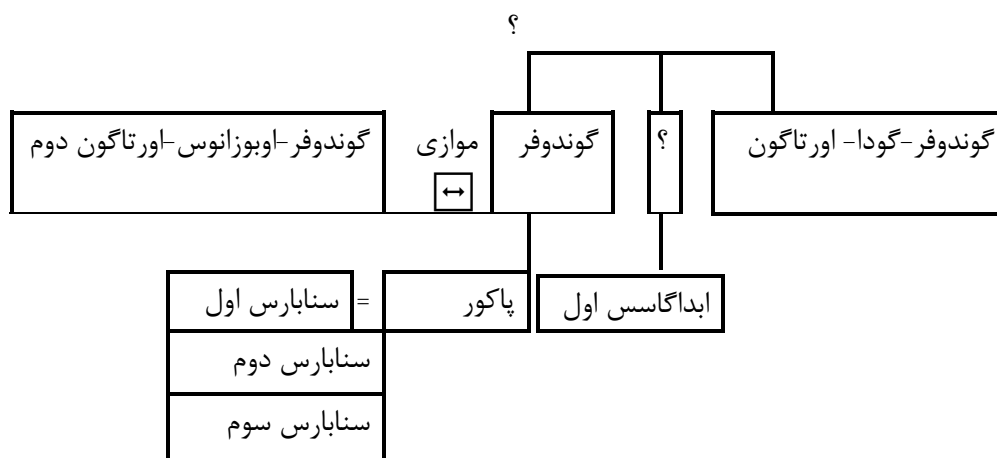 ؟
گوندوفر-گودا- اورتاگون
؟
گوندوفر
موازی
↔
گوندوفر-اوبوزانوس-اورتاگون دوم
ابداگاسس اول
پاکور
=
سنابارس اول
سنابارس دوم
سنابارس سوم